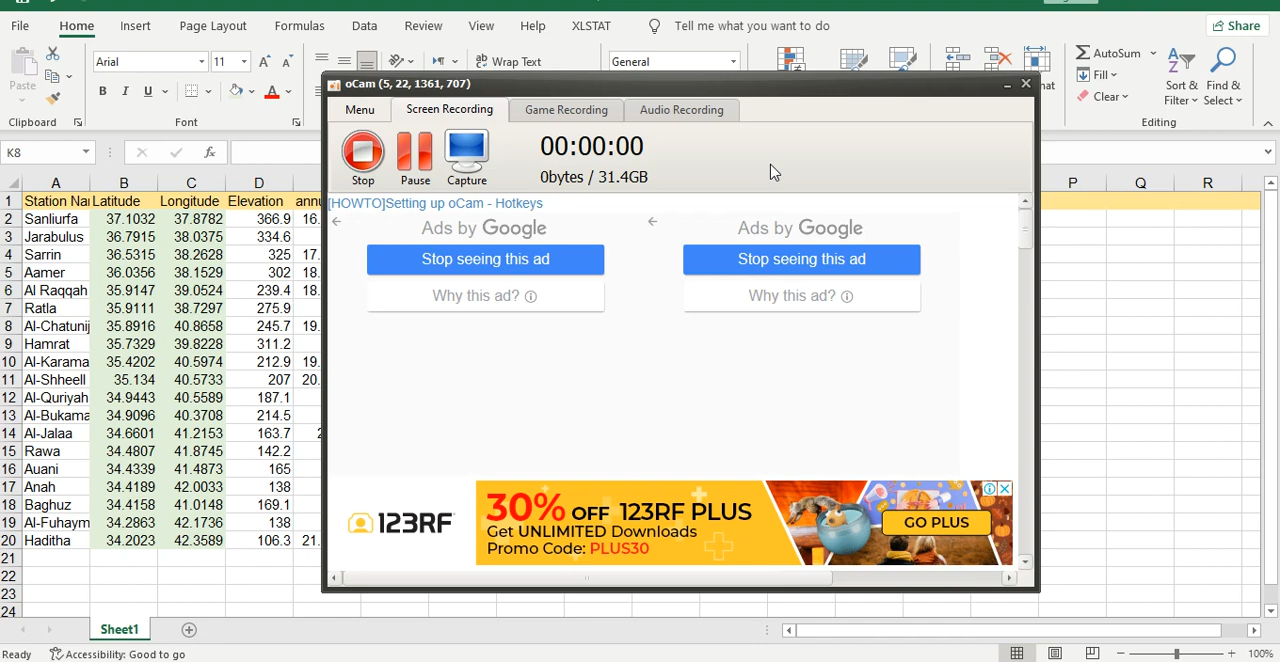 File Home Insert Page Layout Formulas Data Review View Help XLSTAT Tell me what you want to do Share
Paste
Arial 11
Wrap Text
General
AutoSum
Fill
Clear
Sort & Filter
Find & Select
B I U A
Clipboard Font Editing
K8 fx
oCam (5, 22, 1361, 707)
Menu Screen Recording Game Recording Audio Recording
Stop Pause Capture
00:00:00
0bytes / 31.4GB
[HOWTO]Setting up oCam - Hotkeys
Ads by Google Ads by Google
Stop seeing this ad Stop seeing this ad
Why this ad? Why this ad?
123RF
30% OFF 123RF PLUS
Get UNLIMITED Downloads
Promo Code: PLUS30
GO PLUS
A B C D P Q R
1 Station Na Latitude Longitude Elevation annu
2 Sanliurfa 37.1032 37.8782 366.9 16.
3 Jarabulus 36.7915 38.0375 334.6
4 Sarrin 36.5315 38.2628 325 17.
5 Aamer 36.0356 38.1529 302 18.
6 Al Raqqah 35.9147 39.0524 239.4 18.
7 Ratla 35.9111 38.7297 275.9
8 Al-Chatunij 35.8916 40.8658 245.7 19.
9 Hamrat 35.7329 39.8228 311.2
10 Al-Karama 35.4202 40.5974 212.9 19.
11 Al-Shheell 35.134 40.5733 207 20.
12 Al-Quriyah 34.9443 40.5589 187.1
13 Al-Bukama 34.9096 40.3708 214.5
14 Al-Jalaa 34.6601 41.2153 163.7 2
15 Rawa 34.4807 41.8745 142.2
16 Auani 34.4339 41.4873 165
17 Anah 34.4189 42.0033 138
18 Baghuz 34.4158 41.0148 169.1
19 Al-Fuhaym 34.2863 42.1736 138
20 Haditha 34.2023 42.3589 106.3 21.
21
22
23
24
Sheet1
Ready Accessibility: Good to go 100%